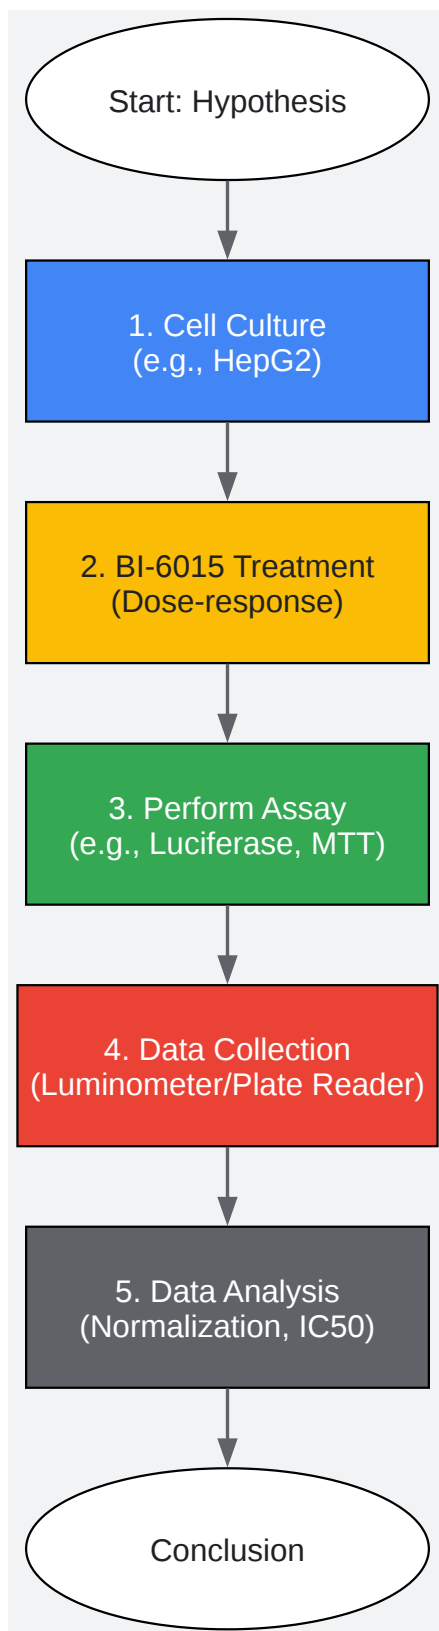 Start: Hypothesis
1. Cell Culture
(e.g., HepG2)
2. BI-6015 Treatment
(Dose-response)
3. Perform Assay
(e.g., Luciferase, MTT)
4. Data Collection
(Luminometer/Plate Reader)
5. Data Analysis
(Normalization, IC50)
Conclusion